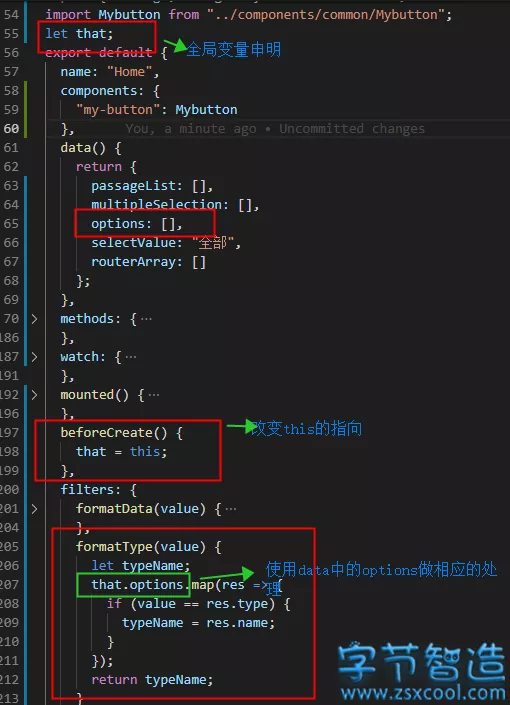 54 import Mybutton from "../components/common/Mybutton";
55 let that;
全局变量申明
56 export default {
57 name: "Home",
58 components: {
59 "my-button": Mybutton
60 }, You, a minute ago • Uncommitted changes
61 data() {
62 return {
63 passageList: [],
64 multipleSelection: [],
65 options: [],
66 selectValue: "全部",
67 routerArray: []
68 };
69 },
70 methods: {…
186 },
187 watch: {…
191 },
192 mounted() {…
196 },
197 beforeCreate() {
改变this的指向
198 that = this;
199 },
200 filters: {
201 formatData(value) {…
204 },
205 formatType(value) {
206 let typeName;
使用data中的options做相应的处理
207 that.options.map(res => {
208 if (value == res.type) {
209 typeName = res.name;
210 }
211 });
212 return typeName;
213 }
字节智造
www.zsxcool.com